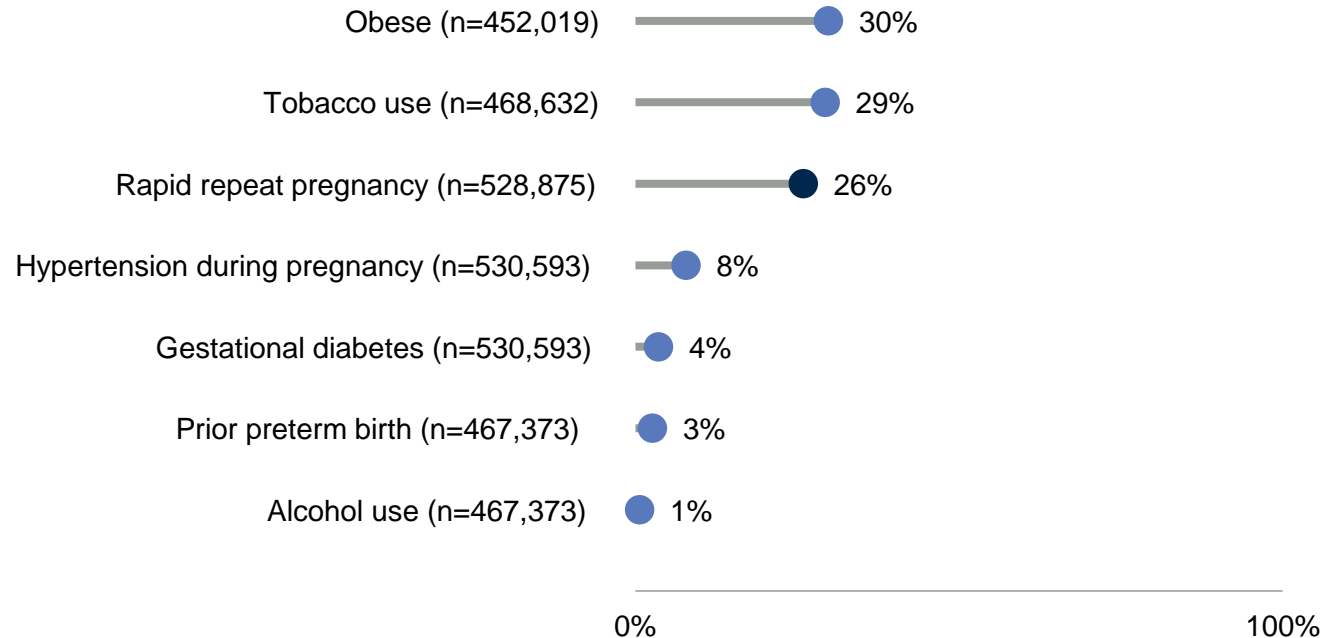 Obese (n=452,019) 30%
Tobacco use (n=468,632) 29%
Rapid repeat pregnancy (n=528,875) 26%
Hypertension during pregnancy (n=530,593) 8%
Gestational diabetes (n=530,593) 4%
Prior preterm birth (n=467,373) 3%
Alcohol use (n=467,373) 1%
0% 100%